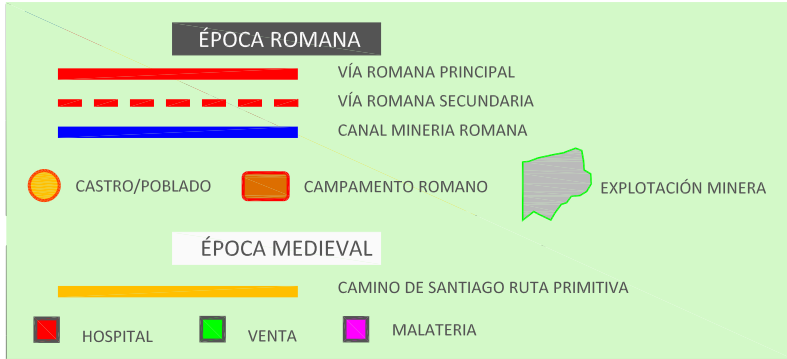 ÉPOCA ROMANA
VÍA ROMANA PRINCIPAL
VÍA ROMANA SECUNDARIA
CANAL MINERIA ROMANA
CASTRO/POBLADO
CAMPAMENTO ROMANO
EXPLOTACIÓN MINERA
ÉPOCA MEDIEVAL
CAMINO DE SANTIAGO RUTA PRIMITIVA
HOSPITAL
VENTA
MALATERIA